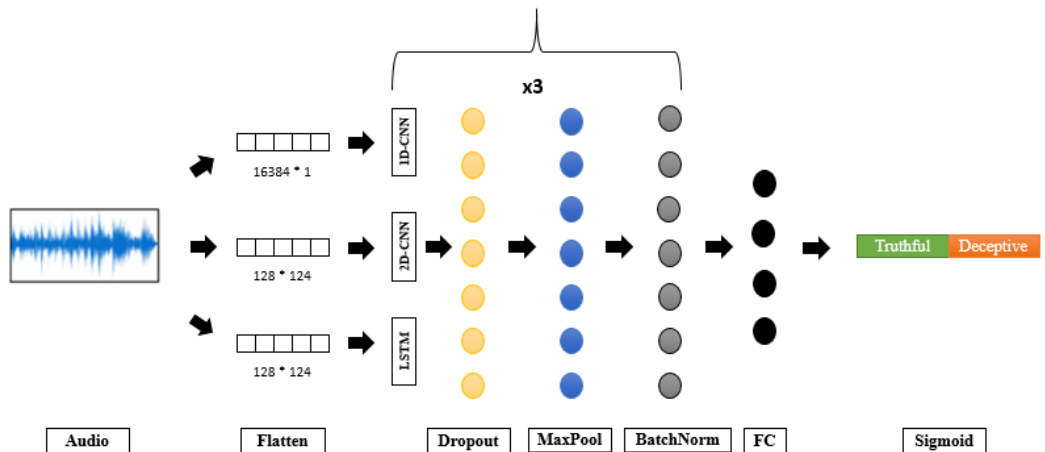 x3
1D-CNN
16384 * 1
2D-CNN
128 * 124
Truthful Deceptive
LSTM
128 * 124
Audio
Flatten
Dropout
MaxPool
BatchNorm
FC
Sigmoid